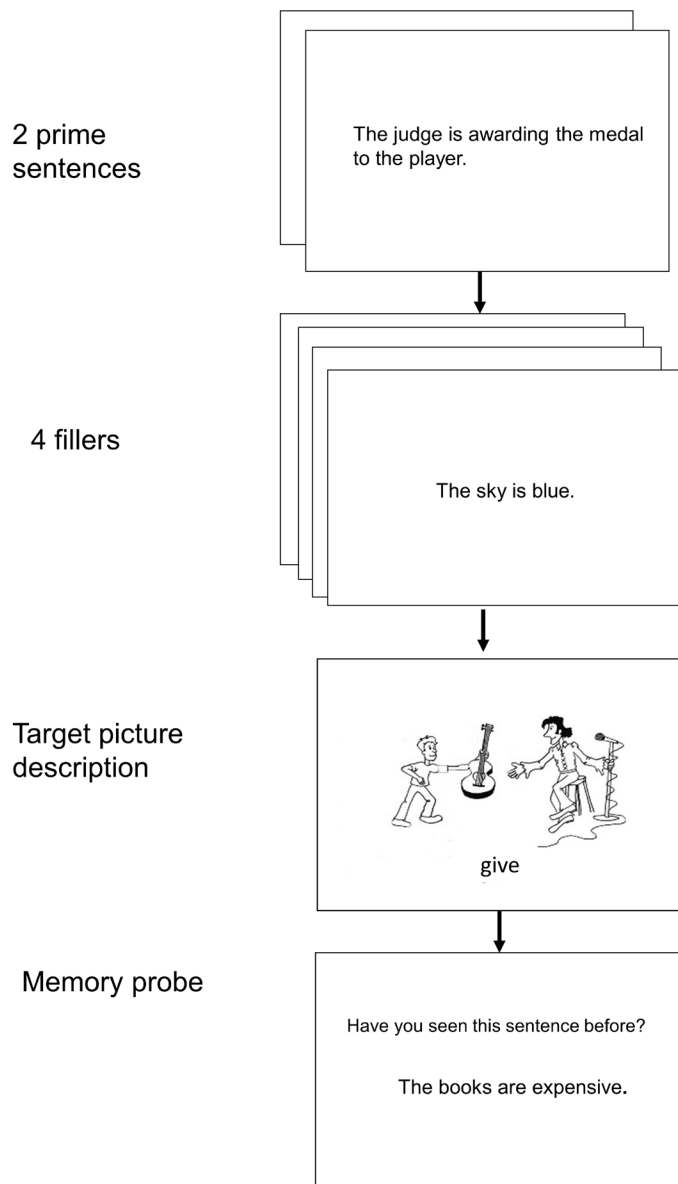 2 prime
sentences
The judge is awarding the medal
to the player.
4 fillers
The sky is blue.
Target picture
description
give
Memory probe
Have you seen this sentence before?
The books are expensive.